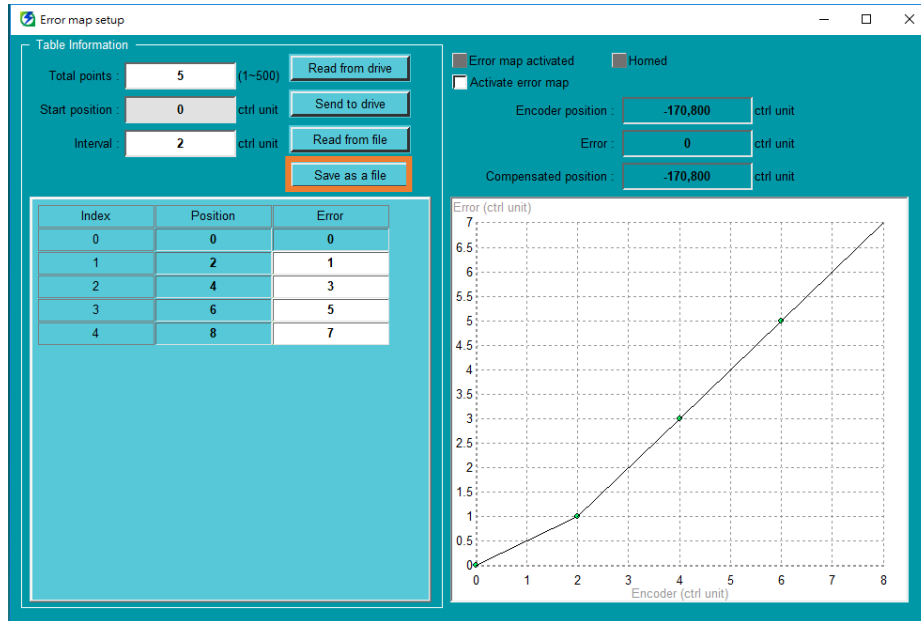 Error map setup
Table Information
Total points : 5 (1~500) Read from drive
Start position : 0 ctrl unit Send to drive
Interval : 2 ctrl unit Read from file
Save as a file
Index Position Error
0 0 0
1 2 1
2 4 3
3 6 5
4 8 7
Error map activated Homed
Activate error map
Encoder position : -170,800 ctrl unit
Error : 0 ctrl unit
Compensated position : -170,800 ctrl unit
Error (ctrl unit)
7
6.5
6
5.5
5
4.5
4
3.5
3
2.5
2
1.5
1
0.5
0
0 1 2 3 4 5 6 7 8
Encoder (ctrl unit)